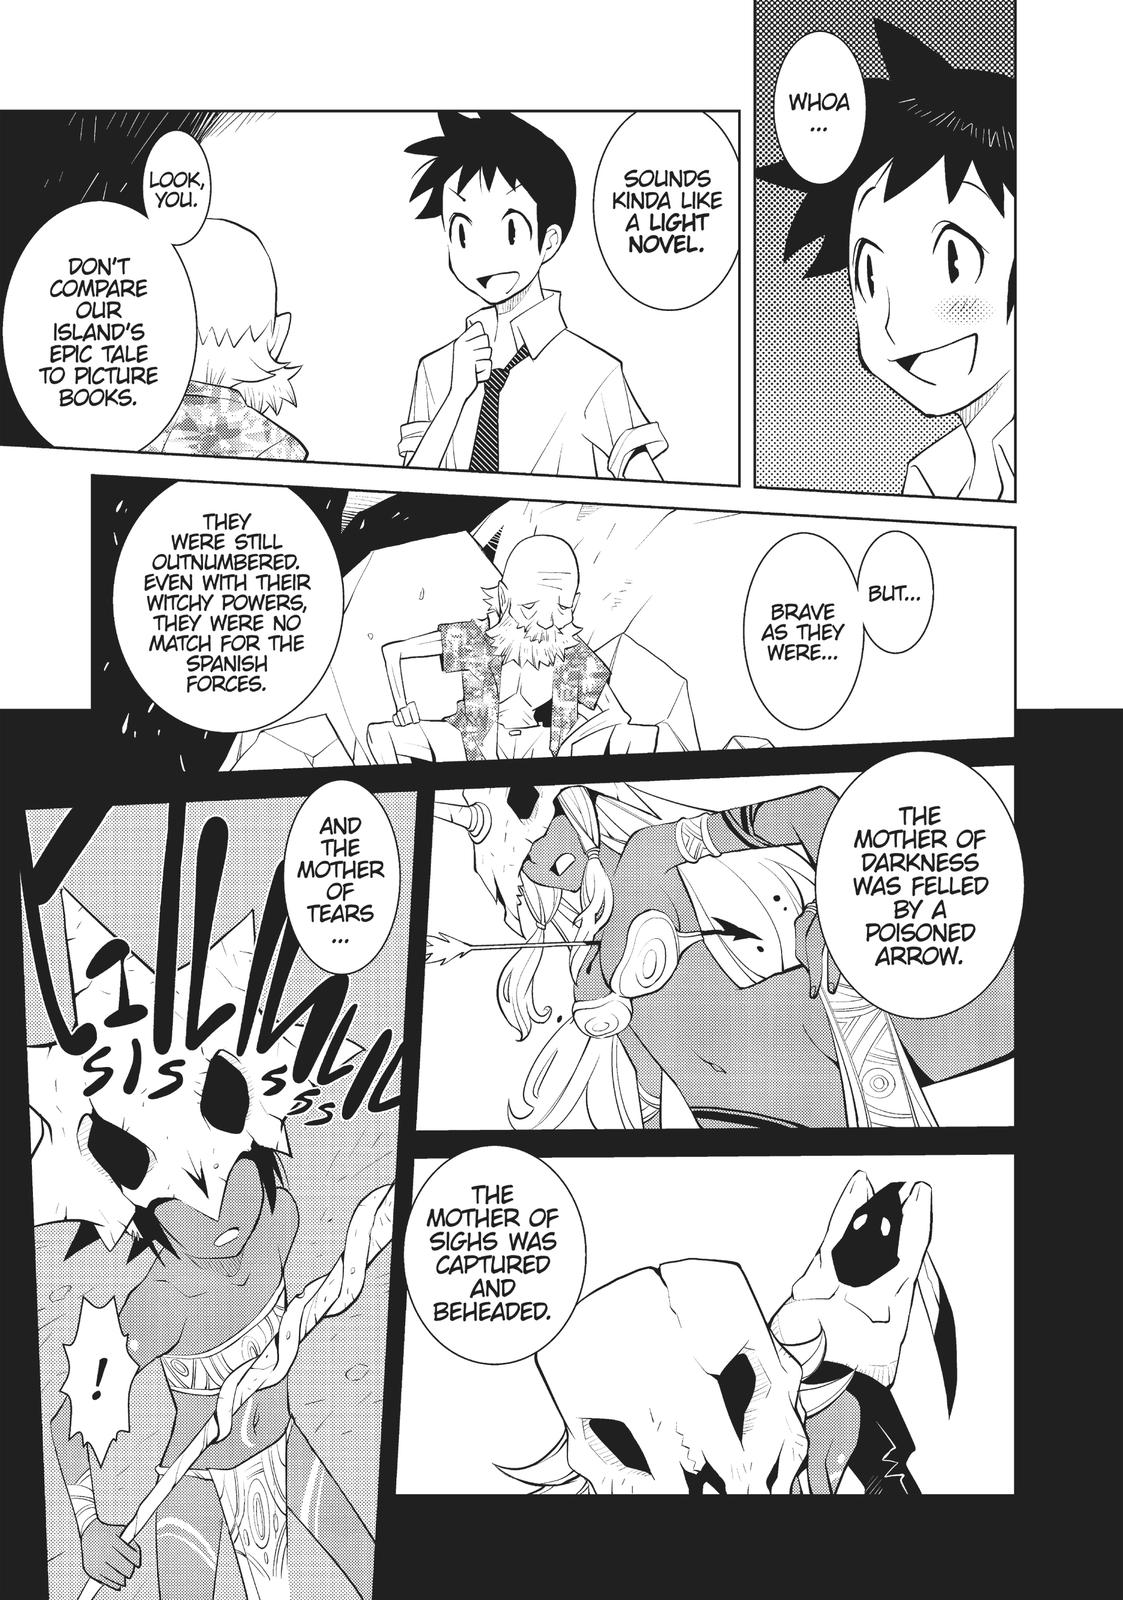 WHOA
...
SOUNDS
KINDA LIKE
A LIGHT
NOVEL.
LOOK,
YOU.
DON'T
COMPARE
OUR
ISLAND'S
EPIC TALE
TO PICTURE
BOOKS.
BUT...
BRAVE
AS THEY
WERE...
THEY
WERE STILL
OUTNUMBERED.
EVEN WITH THEIR
WITCHY POWERS,
THEY WERE NO
MATCH FOR THE
SPANISH
FORCES.
THE
MOTHER OF
DARKNESS
WAS FELLED
BY A
POISONED
ARROW.
THE
MOTHER OF
SIGHS WAS
CAPTURED
AND
BEHEADED.
AND
THE
MOTHER
OF
TEARS
...
SISSSS
!